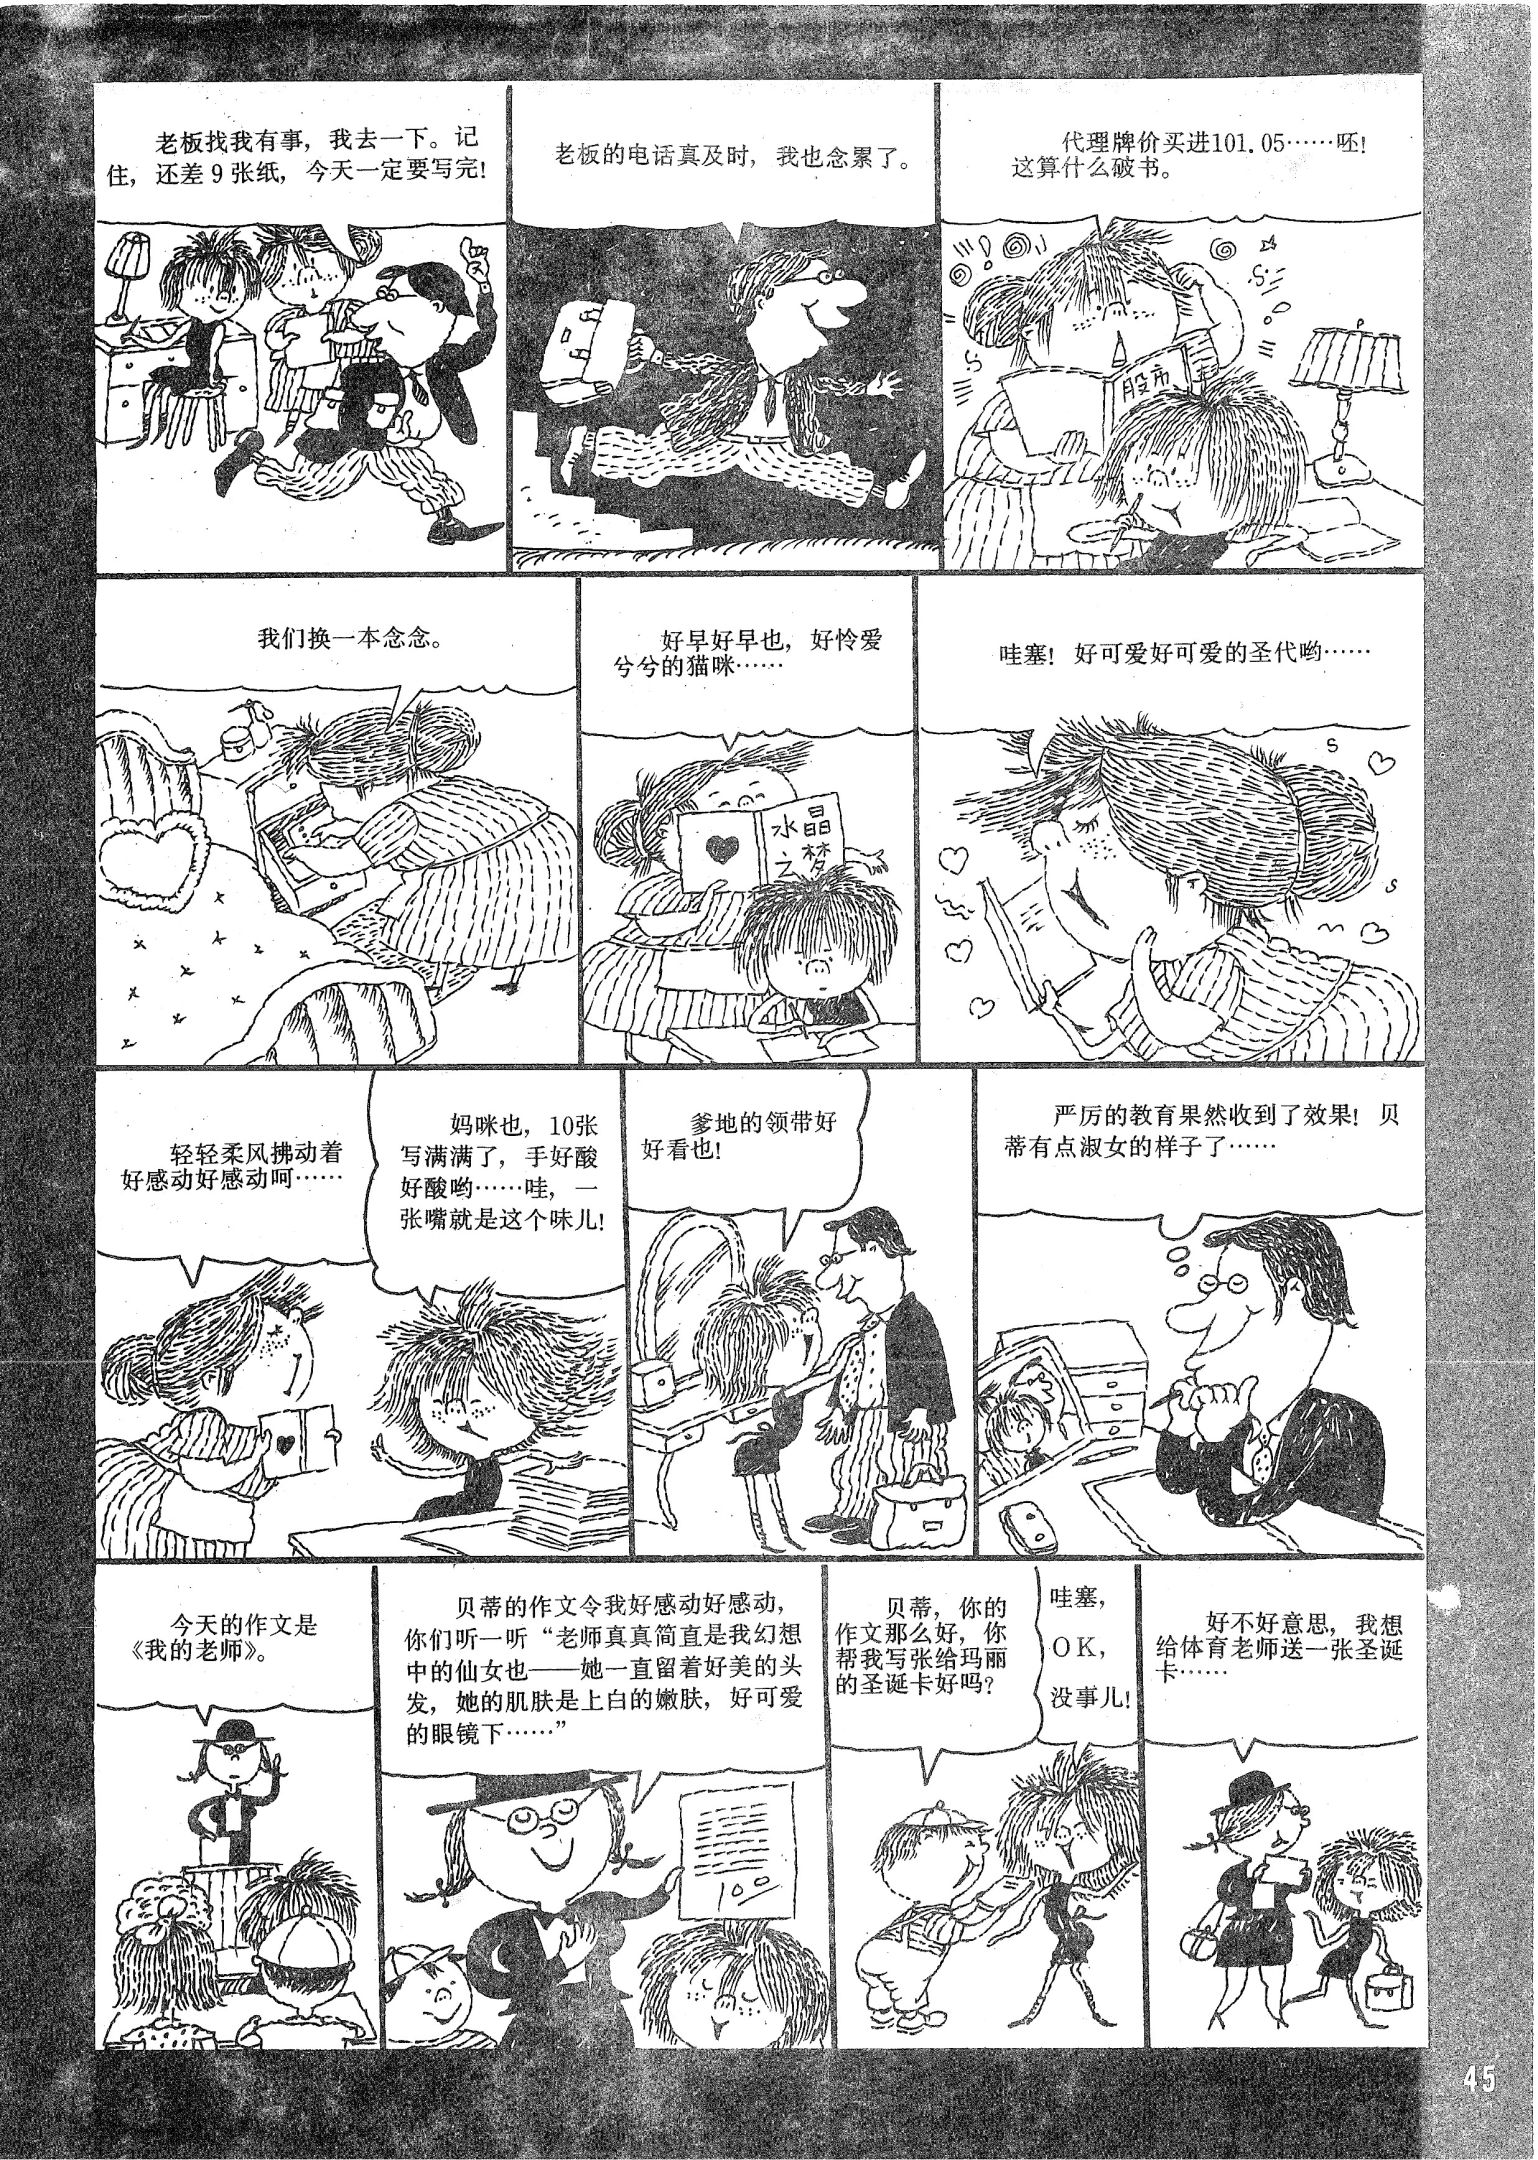 老板找我有事，我去一下。记
住，还差9张纸，今天一定要写完！
老板的电话真及时，我也念累了。
代理牌价买进101.05……呸！
这算什么破书。
股市
我们换一本念念。
好早好早也，好怜爱
兮兮的猫咪……
水晶
之梦
哇塞！好可爱好可爱的圣代哟……
轻轻柔风拂动着
好感动好感动呵……
妈咪也，10张
写满满了，手好酸
好酸哟……哇，一
张嘴就是这个味儿！
爹地的领带好
好看也！
严厉的教育果然收到了效果！贝
蒂有点淑女的样子了……
今天的作文是
《我的老师》。
贝蒂的作文令我好感动好感动，
你们听一听“老师真真简直是我幻想
中的仙女也——她一直留着好美的头
发，她的肌肤是上白的嫩肤，好可爱
的眼镜下……”
100
贝蒂，你的
作文那么好，你
帮我写张给玛丽
的圣诞卡好吗？
哇塞，
OK，
没事儿！
好不好意思，我想
给体育老师送一张圣诞
卡……
45